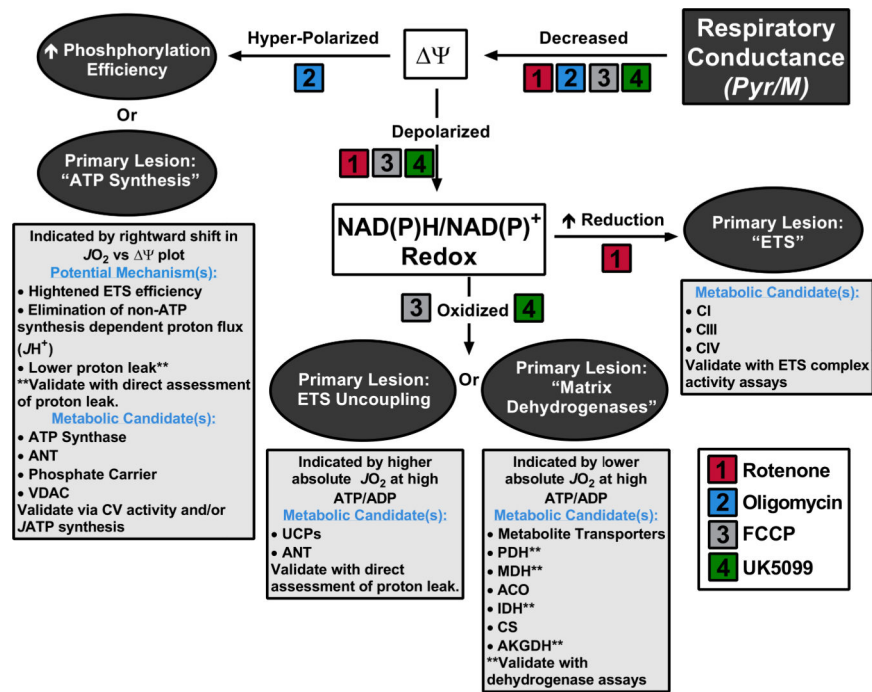 Respiratory
Conductance
(Pyr/M)
Decreased
1 2 3 4
ΔΨ
Hyper-Polarized
2
↑ Phoshphorylation
Efficiency
Or
Primary Lesion:
“ATP Synthesis”
Indicated by rightward shift in
JO₂ vs ΔΨ plot
Potential Mechanism(s):
• Hightened ETS efficiency
• Elimination of non-ATP
synthesis dependent proton flux
(JH⁺)
• Lower proton leak**
**Validate with direct assessment
of proton leak.
Metabolic Candidate(s):
• ATP Synthase
• ANT
• Phosphate Carrier
• VDAC
Validate via CV activity and/or
JATP synthesis
Depolarized
1 3 4
NAD(P)H/NAD(P)⁺
Redox
↑ Reduction
1
Primary Lesion:
“ETS”
Metabolic Candidate(s):
• CI
• CIII
• CIV
Validate with ETS complex
activity assays
3 Oxidized 4
Primary Lesion:
ETS Uncoupling
Or
Primary Lesion:
“Matrix
Dehydrogenases”
Indicated by higher
absolute JO₂ at high
ATP/ADP
Metabolic Candidate(s):
• UCPs
• ANT
Validate with direct
assessment of proton leak.
Indicated by lower
absolute JO₂ at high
ATP/ADP
Metabolic Candidate(s):
• Metabolite Transporters
• PDH**
• MDH**
• ACO
• IDH**
• CS
• AKGDH**
**Validate with
dehydrogenase assays
1 Rotenone
2 Oligomycin
3 FCCP
4 UK5099